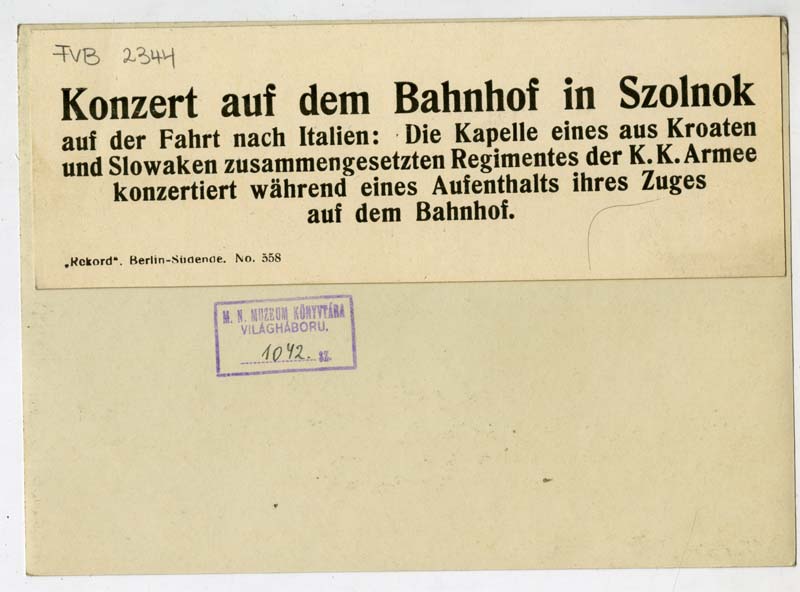 FVB 2344
Konzert auf dem Bahnhof in Szolnok
auf der Fahrt nach Italien: Die Kapelle eines aus Kroaten
und Slowaken zusammengesetzten Regimentes der K. K. Armee
konzertiert während eines Aufenthalts ihres Zuges
auf dem Bahnhof.
„Rekord“. Berlin-Südende. No. 358
M. N. MUZEUM KÖNYVTÁRA
VILÁGHÁBORU.
1042. SZ.